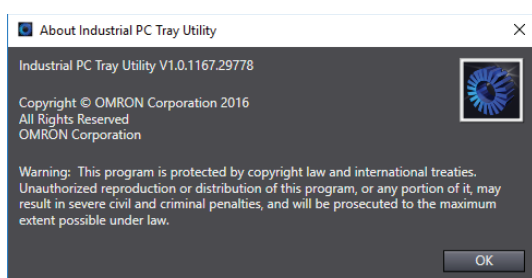 About Industrial PC Tray Utility
Industrial PC Tray Utility V1.0.1167.29778
Copyright © OMRON Corporation 2016
All Rights Reserved
OMRON Corporation
Warning: This program is protected by copyright law and international treaties.
Unauthorized reproduction or distribution of this program, or any portion of it, may
result in severe civil and criminal penalties, and will be prosecuted to the maximum
extent possible under law.
OK